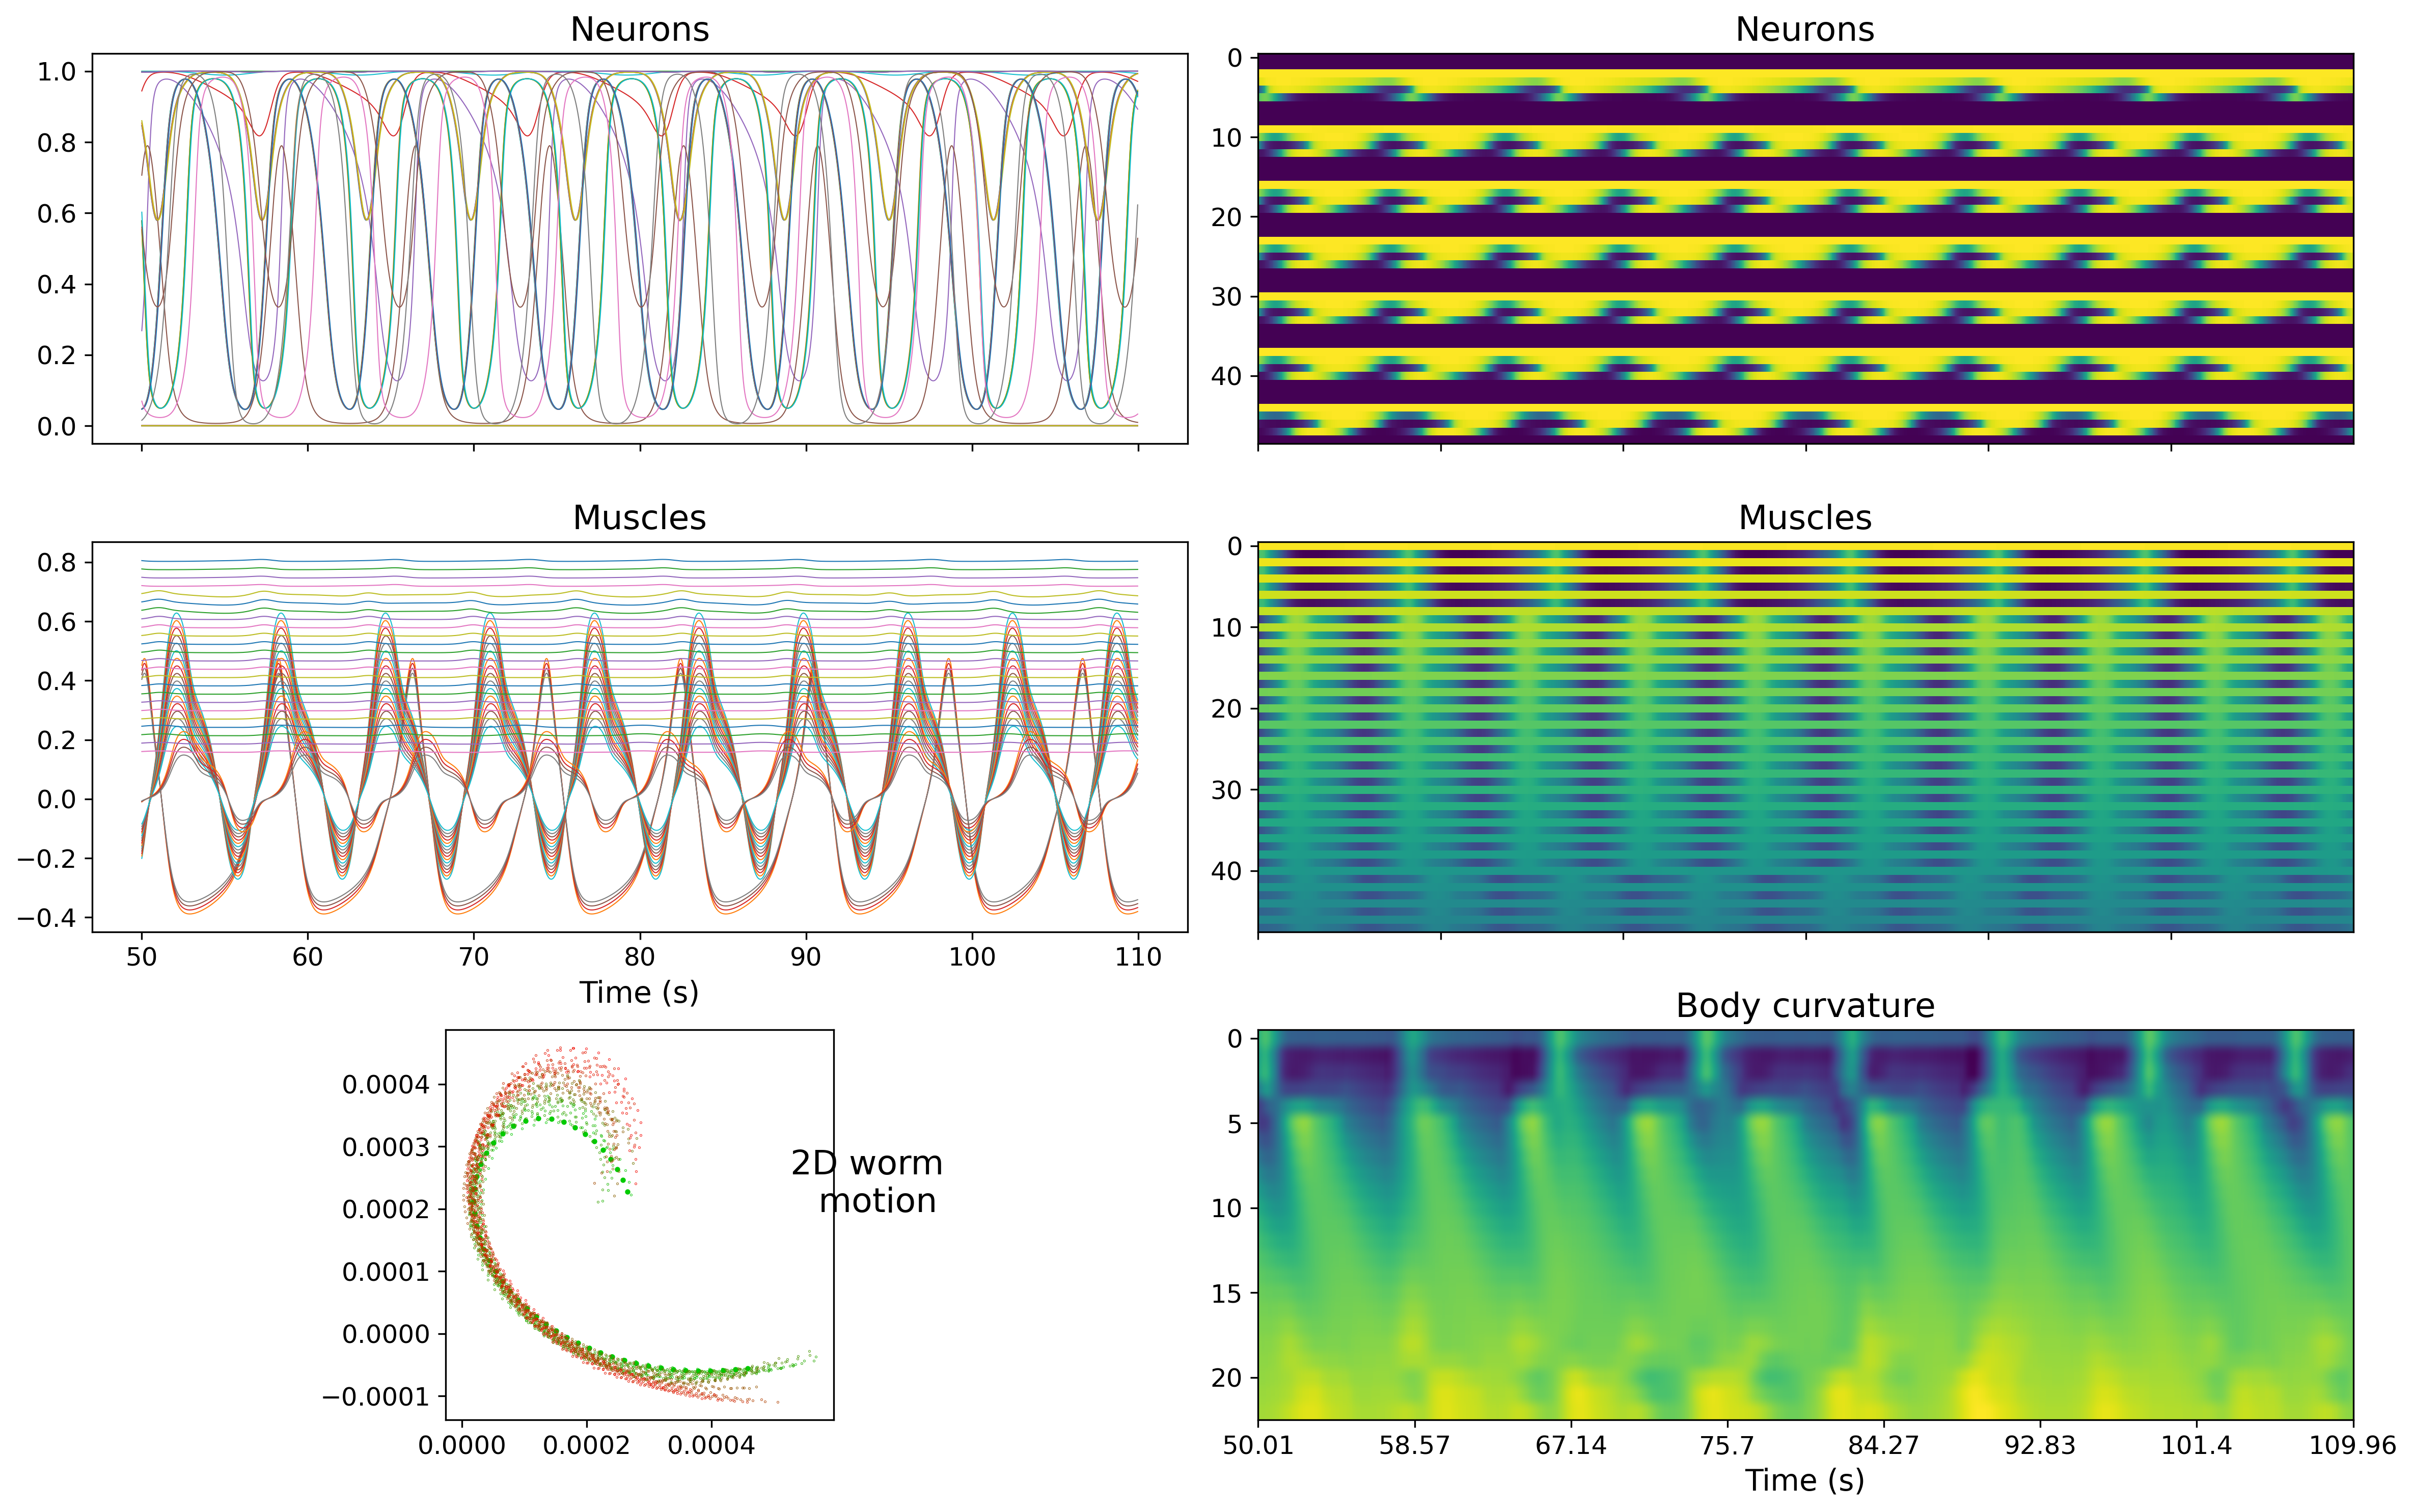 Neurons
1.0
0.8
0.6
0.4
0.2
0.0
Neurons
0
10
20
30
40
Muscles
0.8
0.6
0.4
0.2
0.0
−0.2
−0.4
50 60 70 80 90 100 110
Time (s)
Muscles
0
10
20
30
40
0.0004
0.0003
0.0002
0.0001
0.0000
−0.0001
0.0000 0.0002 0.0004
2D worm
motion
Body curvature
0
5
10
15
20
50.01 58.57 67.14 75.7 84.27 92.83 101.4 109.96
Time (s)